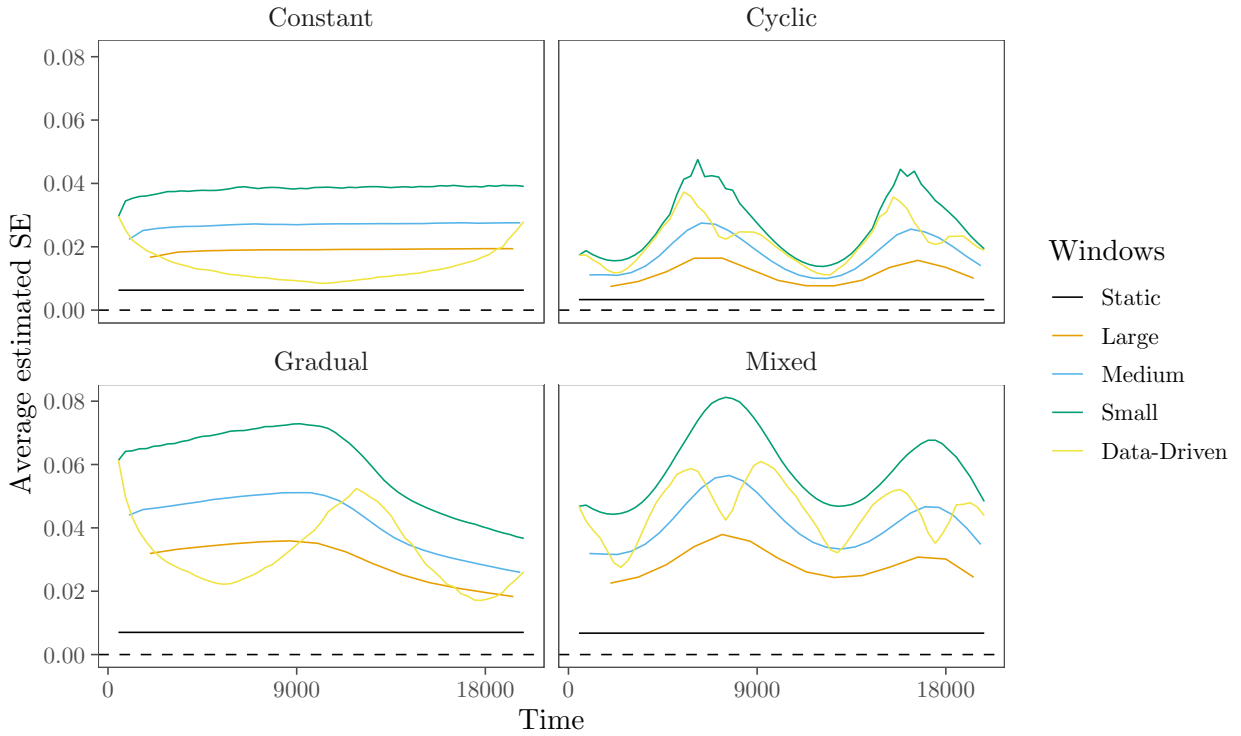 Constant
Cyclic
0.08
0.06
0.04
0.02
0.00
Gradual
Mixed
0.08
0.06
0.04
0.02
0.00
0
9000
18000
0
9000
18000
Time
Average estimated SE
Windows
Static
Large
Medium
Small
Data-Driven